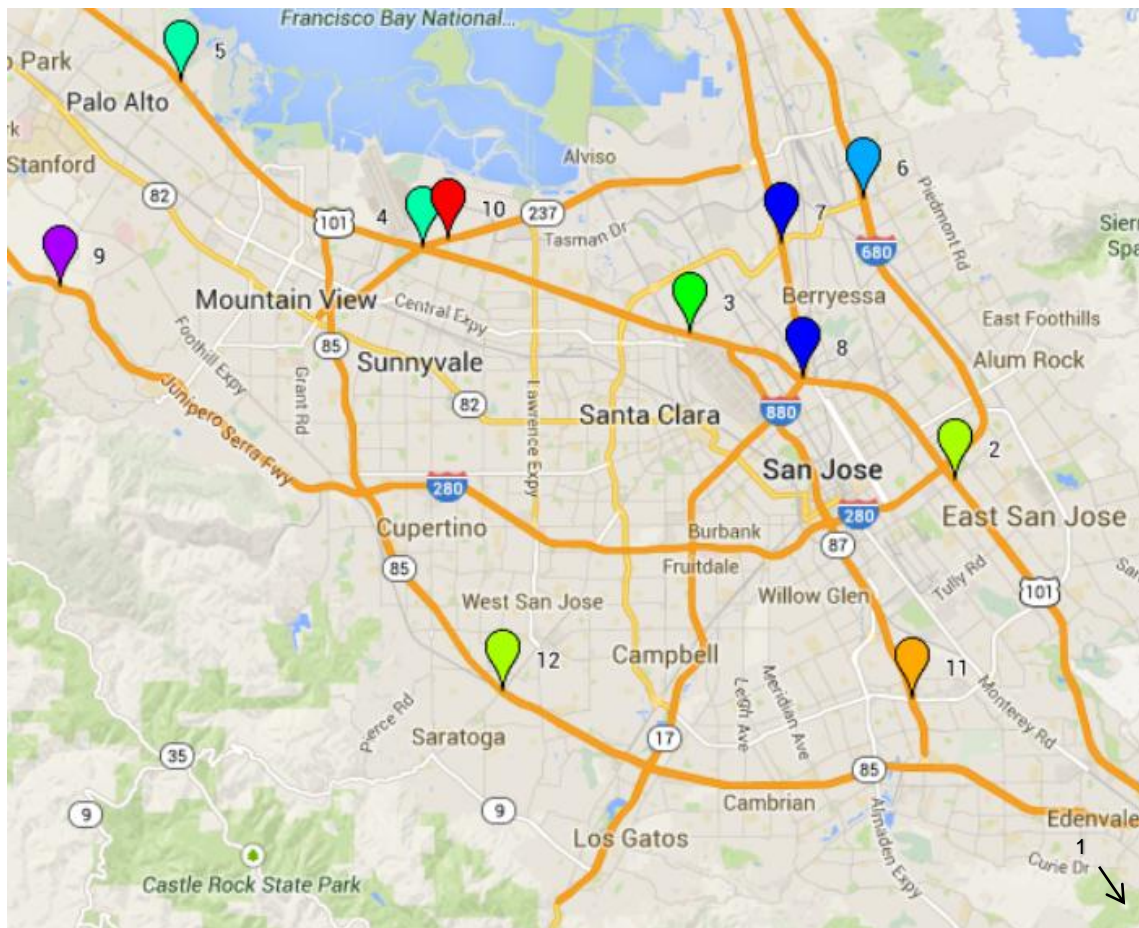 Francisco Bay National...
5
o Park
Palo Alto
rk
Stanford
82
Alviso
6
Piedmont Rd
101
4
10
237
Tasman Dr
7
680
Sierr
Spa
9
Mountain View
Central Expy
3
Berryessa
East Foothills
Foothill Expy
85
Sunnyvale
8
Alum Rock
Grant Rd
Lawrence Expy
82
Santa Clara
880
Junipero Serra Fwy
2
San Jose
280
280
East San Jose
Cupertino
Burbank
87
Fruitdale
85
Tully Rd
San
101
West San Jose
Willow Glen
12
Campbell
11
Leigh Ave
Meridian Ave
Monterey Rd
Pierce Rd
Saratoga
17
35
85
9
9
Cambrian
Edenvale
Los Gatos
Almaden Expy
1
Curie Dr
Castle Rock State Park